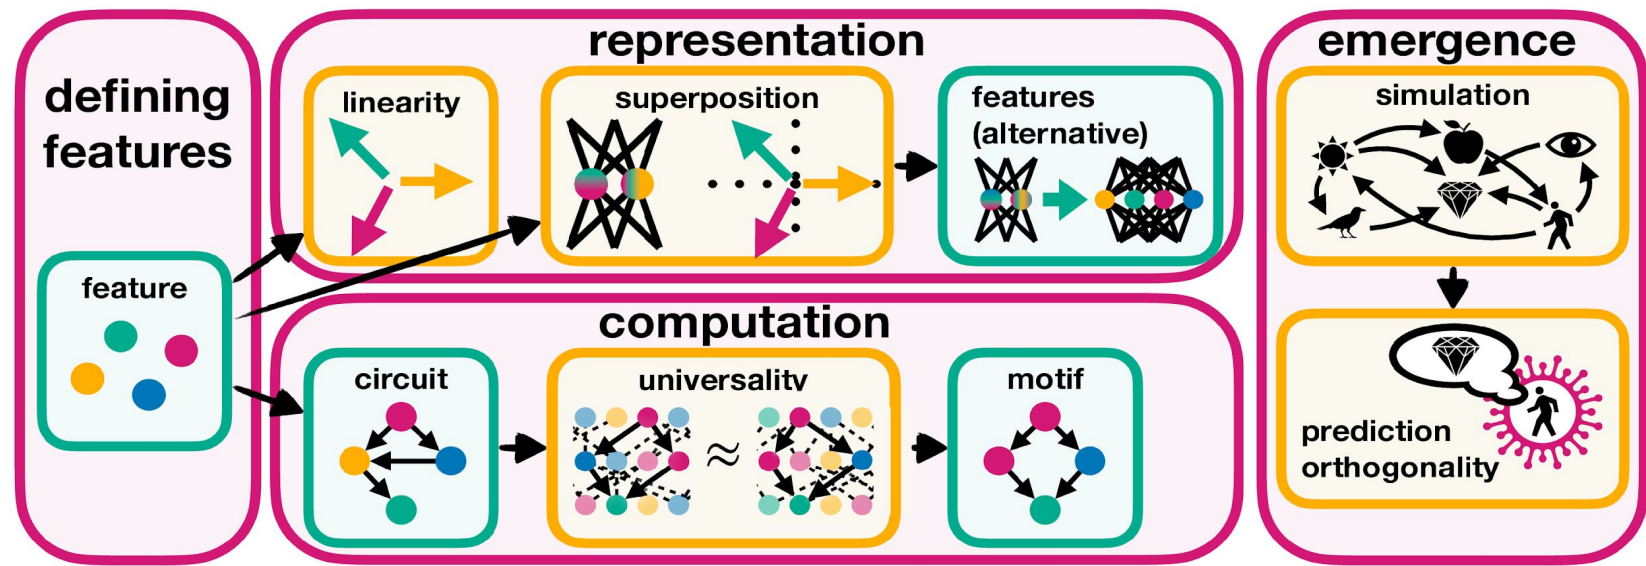 defining
features
feature
representation
linearity
superposition
features
(alternative)
computation
circuit
universality
motif
emergence
simulation
prediction
orthogonality